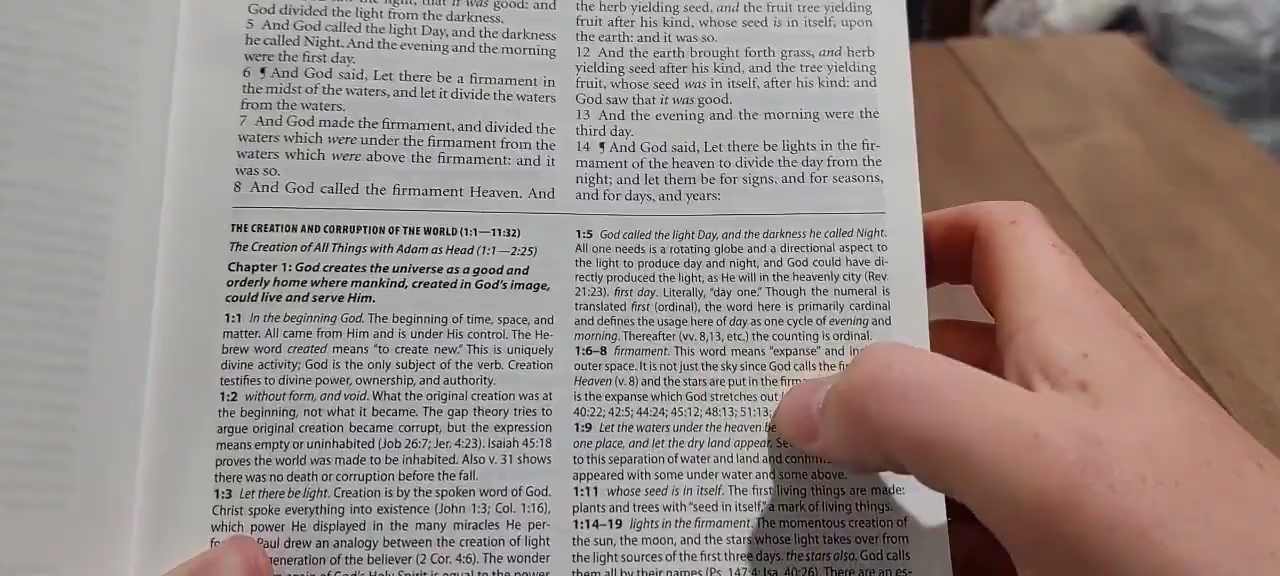 light, that it was good: and
God divided the light from the darkness.
5 And God called the light Day, and the darkness
he called Night. And the evening and the morning
were the first day.
6 ¶ And God said, Let there be a firmament in
the midst of the waters, and let it divide the waters
from the waters.
7 And God made the firmament, and divided the
waters which were under the firmament from the
waters which were above the firmament: and it
was so.
8 And God called the firmament Heaven. And
the herb yielding seed, and the fruit tree yielding
fruit after his kind, whose seed is in itself, upon
the earth: and it was so.
12 And the earth brought forth grass, and herb
yielding seed after his kind, and the tree yielding
fruit, whose seed was in itself, after his kind: and
God saw that it was good.
13 And the evening and the morning were the
third day.
14 ¶ And God said, Let there be lights in the fir-
mament of the heaven to divide the day from the
night; and let them be for signs, and for seasons,
and for days, and years:
THE CREATION AND CORRUPTION OF THE WORLD (1:1—11:32)
The Creation of All Things with Adam as Head (1:1—2:25)
Chapter 1: God creates the universe as a good and
orderly home where mankind, created in God's image,
could live and serve Him.
1:1 In the beginning God. The beginning of time, space, and
matter. All came from Him and is under His control. The He-
brew word created means "to create new." This is uniquely
divine activity; God is the only subject of the verb. Creation
testifies to divine power, ownership, and authority.
1:2 without form, and void. What the original creation was at
the beginning, not what it became. The gap theory tries to
argue original creation became corrupt, but the expression
means empty or uninhabited (Job 26:7; Jer. 4:23). Isaiah 45:18
proves the world was made to be inhabited. Also v. 31 shows
there was no death or corruption before the fall.
1:3 Let there be light. Creation is by the spoken word of God.
Christ spoke everything into existence (John 1:3; Col. 1:16),
which power He displayed in the many miracles He per-
Paul drew an analogy between the creation of light
generation of the believer (2 Cor. 4:6). The wonder
again of God's Holy Spirit is equal to the power
1:5 God called the light Day, and the darkness he called Night.
All one needs is a rotating globe and a directional aspect to
the light to produce day and night, and God could have di-
rectly produced the light, as He will in the heavenly city (Rev.
21:23). first day. Literally, "day one." Though the numeral is
translated first (ordinal), the word here is primarily cardinal
and defines the usage here of day as one cycle of evening and
morning. Thereafter (vv. 8,13, etc.) the counting is ordinal.
1:6–8 firmament. This word means "expanse" and
outer space. It is not just the sky since God calls the
Heaven (v. 8) and the stars are put in the
is the expanse which God stretches out
40:22; 42:5; 44:24; 45:12; 48:13; 51:13;
1:9 Let the waters under the heaven be
one place, and let the dry land appear.
to this separation of water and land and
appeared with some under water and some above.
1:11 whose seed is in itself. The first living things are made:
plants and trees with "seed in itself," a mark of living things.
1:14–19 lights in the firmament. The momentous creation of
the sun, the moon, and the stars whose light takes over from
the light sources of the first three days. the stars also. God calls
them all by their names (Ps. 147:4; Isa. 40:26). There are an es-